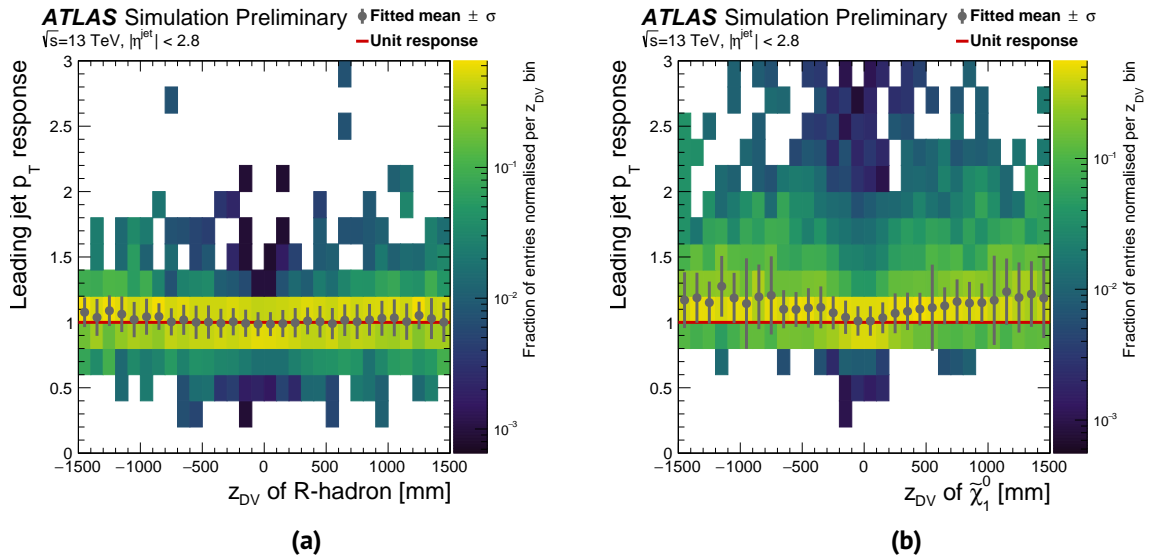 ATLAS Simulation Preliminary
√s=13 TeV, |η^jet| < 2.8
Fitted mean ± σ
Unit response
Leading jet p_T response
3
2.5
2
1.5
1
0.5
0
−1500 −1000 −500 0 500 1000 1500
z_DV of R-hadron [mm]
Fraction of entries normalised per z_DV bin
10^−1
10^−2
10^−3
(a)
ATLAS Simulation Preliminary
√s=13 TeV, |η^jet| < 2.8
Fitted mean ± σ
Unit response
Leading jet p_T response
3
2.5
2
1.5
1
0.5
0
−1500 −1000 −500 0 500 1000 1500
z_DV of χ̃^0_1 [mm]
Fraction of entries normalised per z_DV bin
10^−1
10^−2
10^−3
(b)